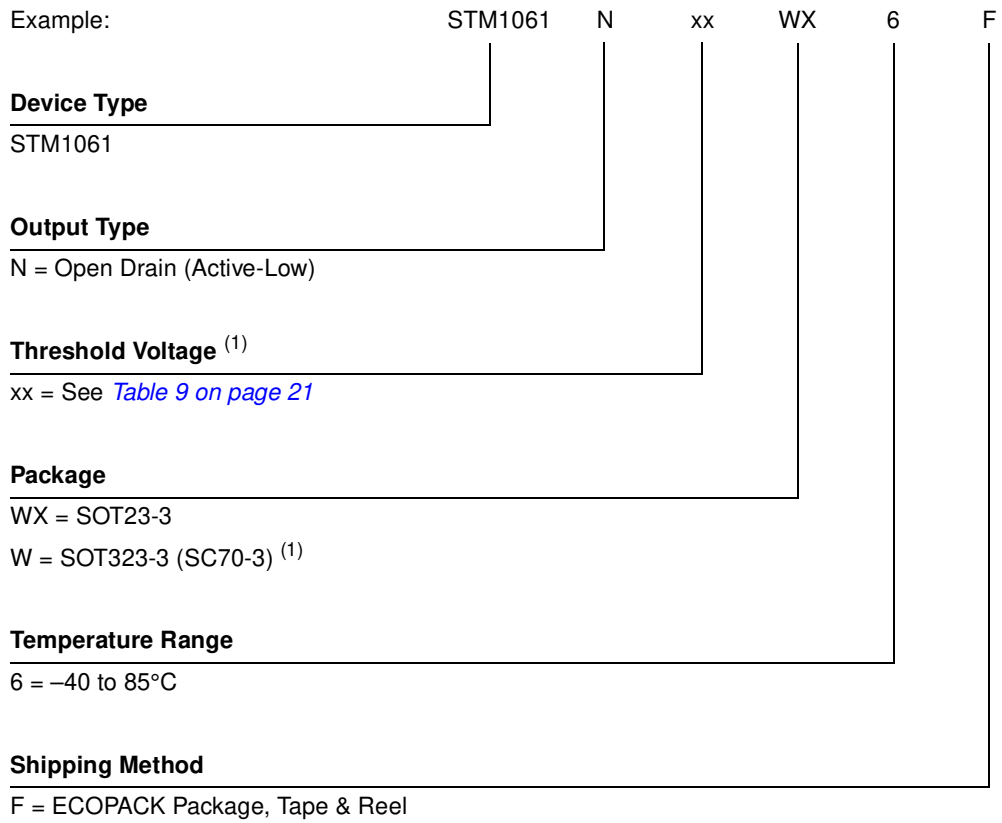 Example: STM1061 N xx WX 6 F
Device Type
STM1061
Output Type
N = Open Drain (Active-Low)
Threshold Voltage (1)
xx = See Table 9 on page 21
Package
WX = SOT23-3
W = SOT323-3 (SC70-3) (1)
Temperature Range
6 = –40 to 85°C
Shipping Method
F = ECOPACK Package, Tape & Reel